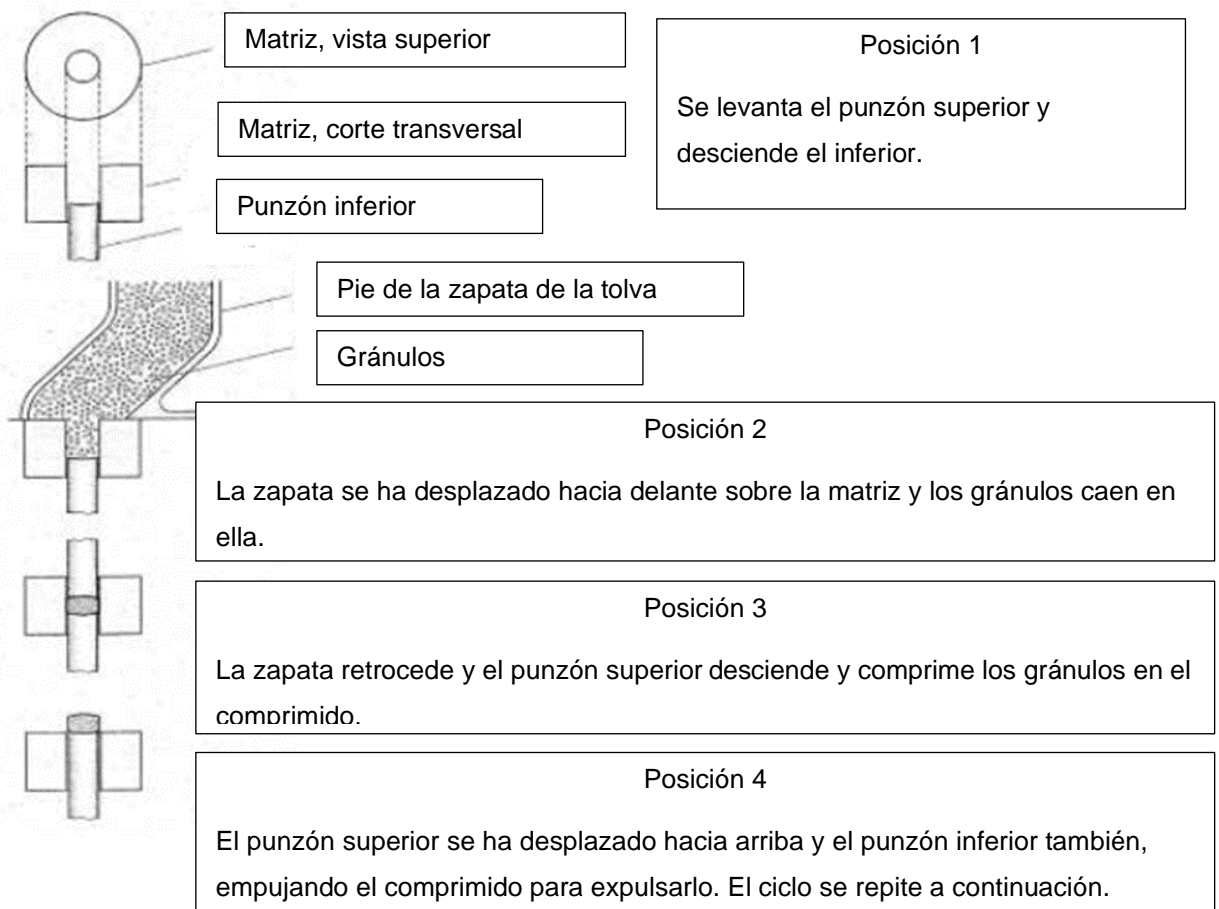 Matriz, vista superior
Posición 1
Se levanta el punzón superior y
desciende el inferior.
Matriz, corte transversal
Punzón inferior
Pie de la zapata de la tolva
Gránulos
Posición 2
La zapata se ha desplazado hacia delante sobre la matriz y los gránulos caen en
ella.
Posición 3
La zapata retrocede y el punzón superior desciende y comprime los gránulos en el
comprimido.
Posición 4
El punzón superior se ha desplazado hacia arriba y el punzón inferior también,
empujando el comprimido para expulsarlo. El ciclo se repite a continuación.